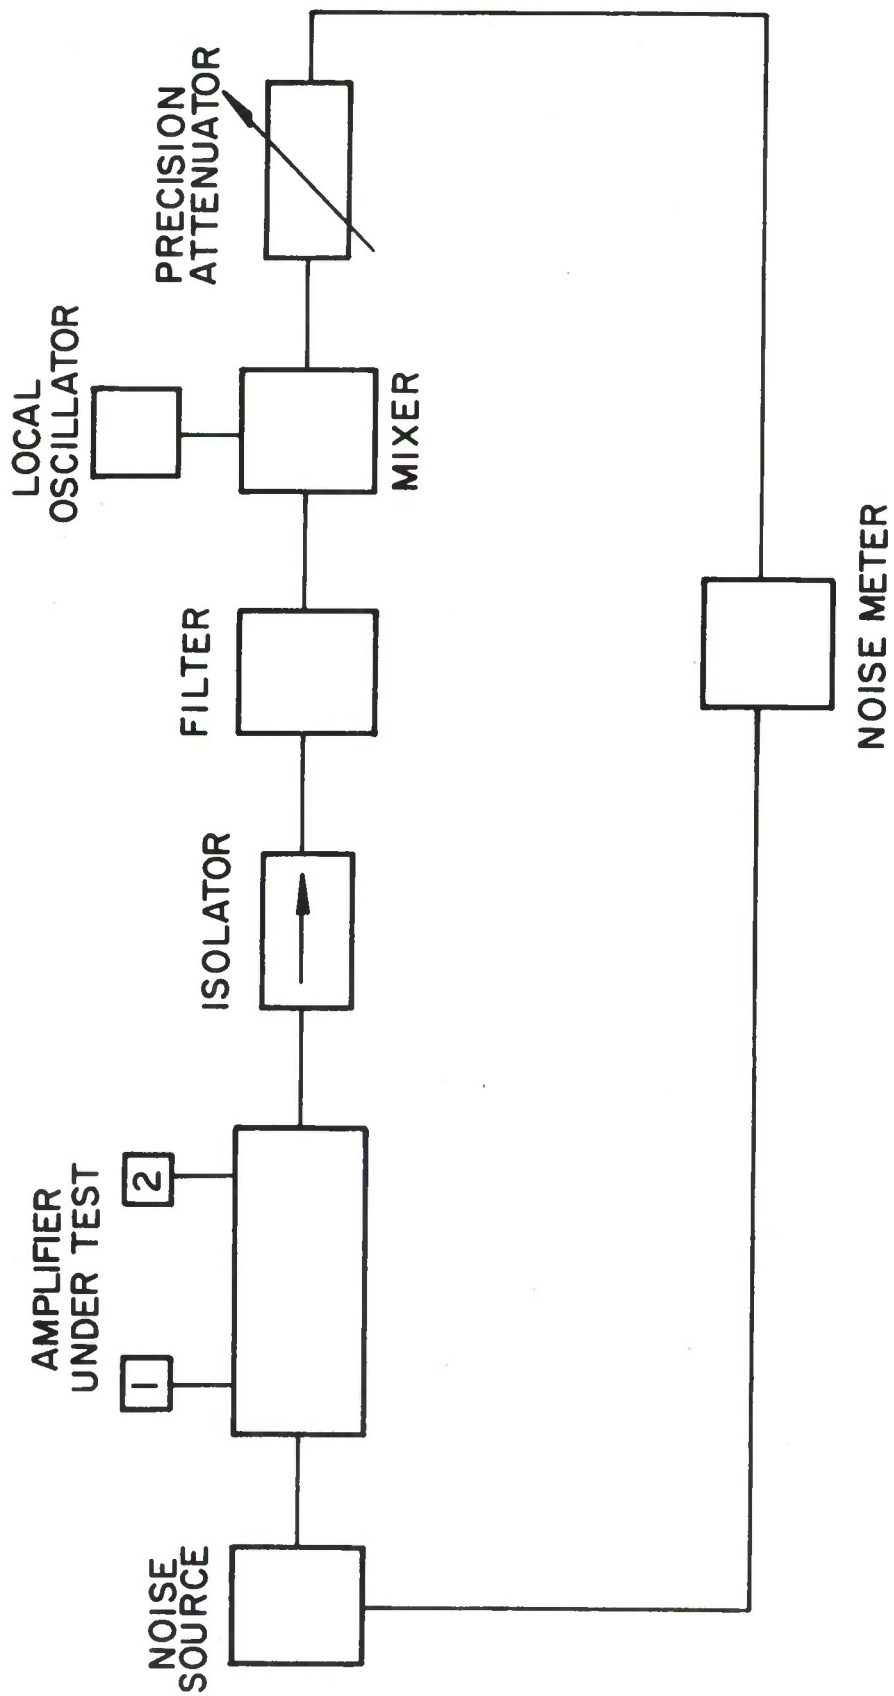 NOISE
SOURCE
AMPLIFIER
UNDER TEST
1
2
ISOLATOR
FILTER
LOCAL
OSCILLATOR
MIXER
PRECISION
ATTENUATOR
NOISE METER